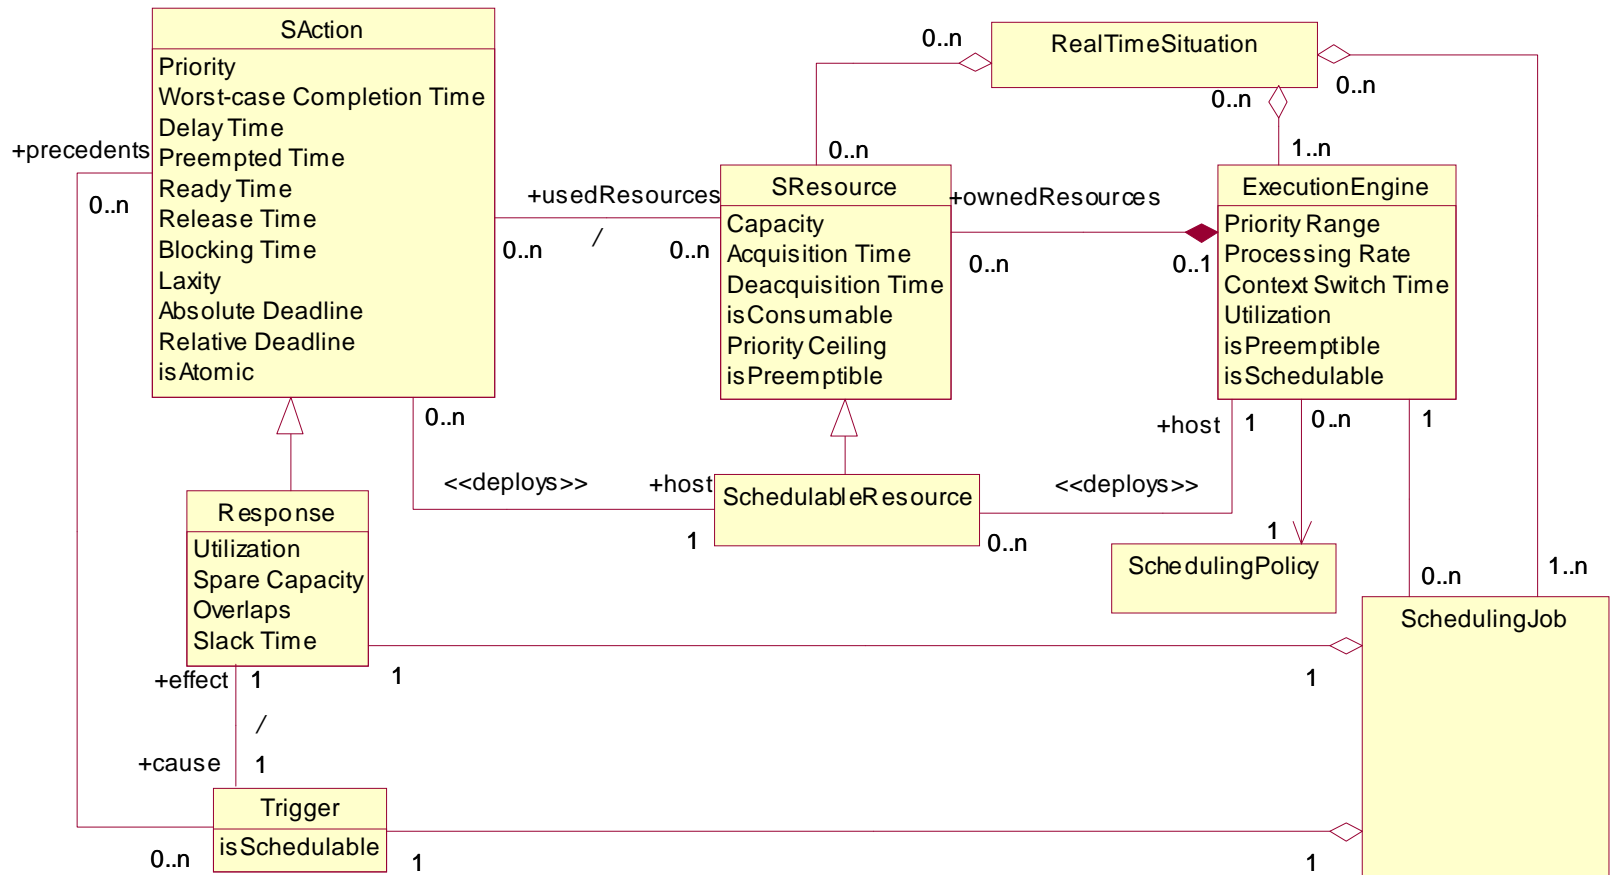 SAction
Priority
Worst-case Completion Time
Delay Time
Preempted Time
Ready Time
Release Time
Blocking Time
Laxity
Absolute Deadline
Relative Deadline
isAtomic
+precedents
0..n
0..n
RealTimeSituation
0..n
0..n
0..n
1..n
+usedResources
/
0..n
0..n
SResource
Capacity
Acquisition Time
Deacquisition Time
isConsumable
Priority Ceiling
isPreemptible
+ownedResources
0..n
0..1
ExecutionEngine
Priority Range
Processing Rate
Context Switch Time
Utilization
isPreemptible
isSchedulable
0..n
<<deploys>>
+host
1
SchedulableResource
<<deploys>>
0..n
+host
1
0..n
1
1
SchedulingPolicy
0..n
1..n
SchedulingJob
Response
Utilization
Spare Capacity
Overlaps
Slack Time
1
1
+effect
1
/
+cause
1
Trigger
isSchedulable
0..n
1
1